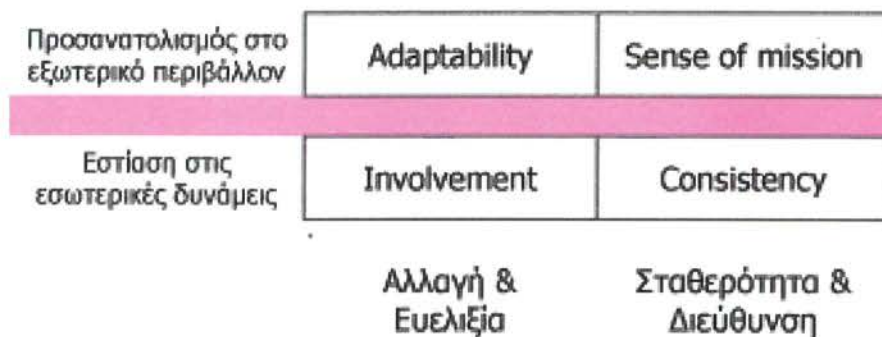 Προσανατολισμός στο
εξωτερικό περιβάλλον
Adaptability
Sense of mission
Εστίαση στις
εσωτερικές δυνάμεις
Involvement
Consistency
Αλλαγή &
Ευελιξία
Σταθερότητα &
Διεύθυνση